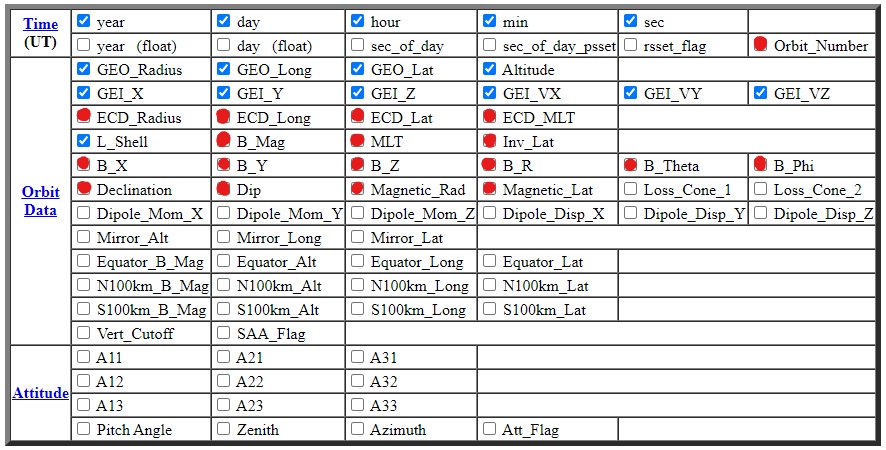 Time (UT) year day hour min sec
year (float) day (float) sec_of_day sec_of_day_psset rsset_flag Orbit_Number
Orbit Data GEO_Radius GEO_Long GEO_Lat Altitude
GEI_X GEI_Y GEI_Z GEI_VX GEI_VY GEI_VZ
ECD_Radius ECD_Long ECD_Lat ECD_MLT
L_Shell B_Mag MLT Inv_Lat
B_X B_Y B_Z B_R B_Theta B_Phi
Declination Dip Magnetic_Rad Magnetic_Lat Loss_Cone_1 Loss_Cone_2
Dipole_Mom_X Dipole_Mom_Y Dipole_Mom_Z Dipole_Disp_X Dipole_Disp_Y Dipole_Disp_Z
Mirror_Alt Mirror_Long Mirror_Lat
Equator_B_Mag Equator_Alt Equator_Long Equator_Lat
N100km_B_Mag N100km_Alt N100km_Long N100km_Lat
S100km_B_Mag S100km_Alt S100km_Long S100km_Lat
Vert_Cutoff SAA_Flag
Attitude A11 A21 A31
A12 A22 A32
A13 A23 A33
Pitch Angle Zenith Azimuth Att_Flag